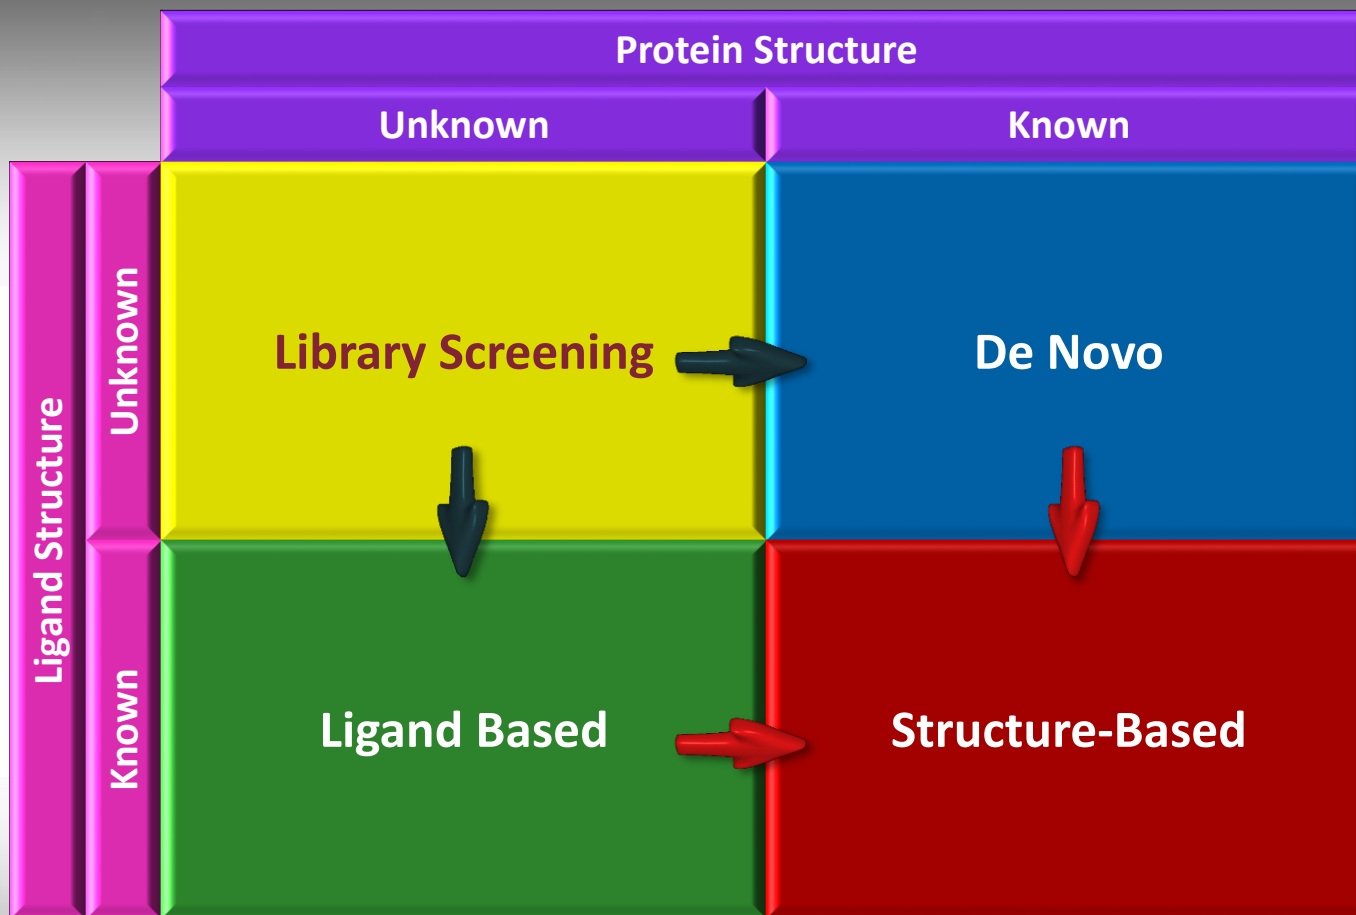 Protein Structure
Unknown
Known
Ligand Structure
Unknown
Library Screening
De Novo
Known
Ligand Based
Structure-Based